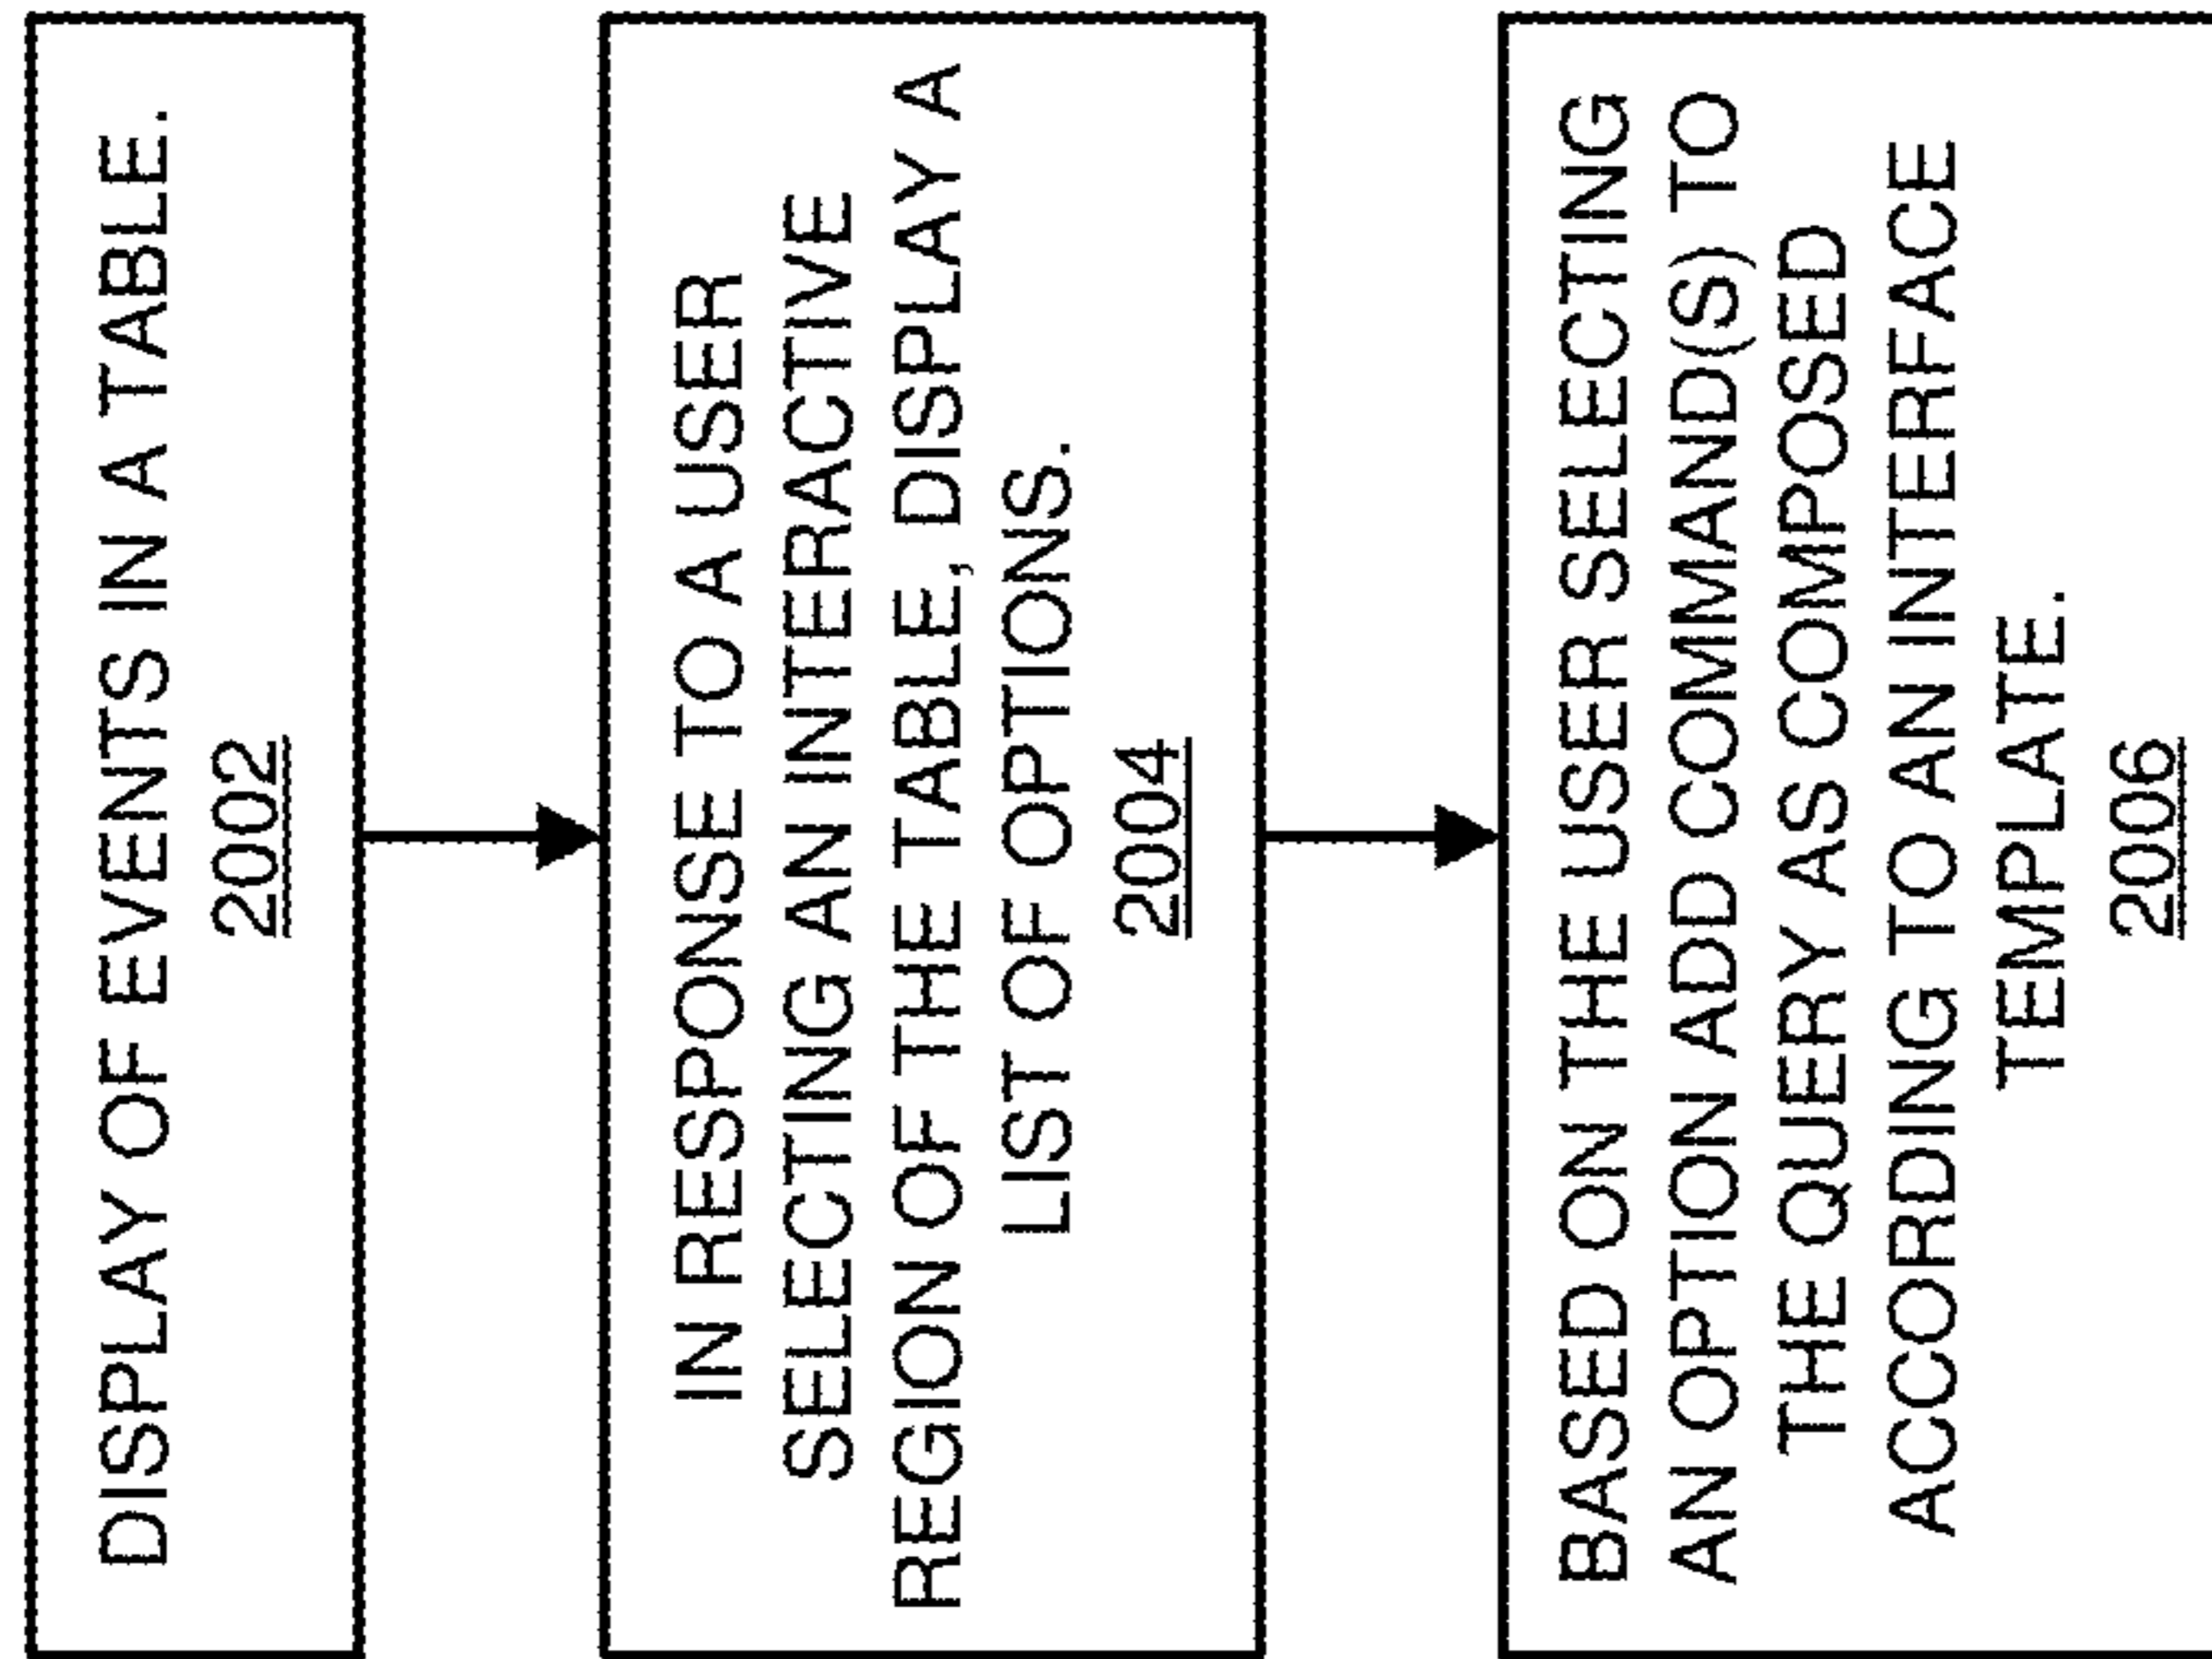 DISPLAY OF EVENTS IN A TABLE.
2002
IN RESPONSE TO A USER
SELECTING AN INTERACTIVE
REGION OF THE TABLE, DISPLAY A
LIST OF OPTIONS.
2004
BASED ON THE USER SELECTING
AN OPTION ADD COMMAND(S) TO
THE QUERY AS COMPOSED
ACCORDING TO AN INTERFACE
TEMPLATE.
2006